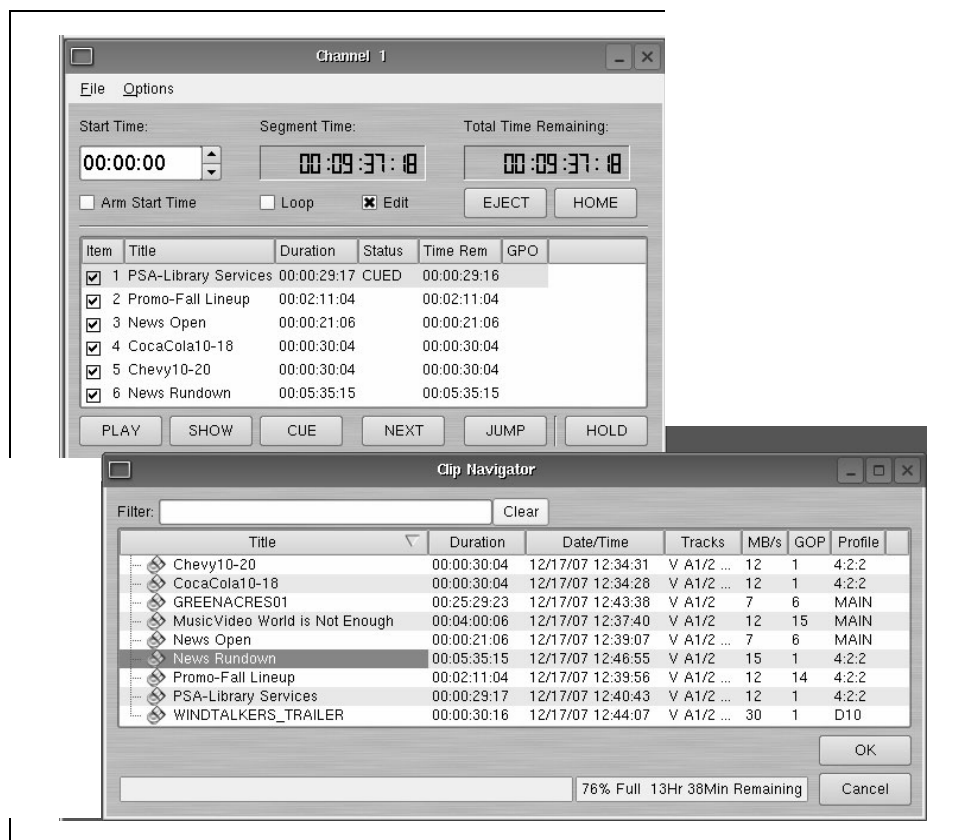 Channel 1
File Options
Start Time: Segment Time: Total Time Remaining:
00:00:00 00:09:37:18 00:09:37:18
Arm Start Time Loop Edit EJECT HOME
Item Title Duration Status Time Rem GPO
1 PSA-Library Services 00:00:29:17 CUED 00:00:29:16
2 Promo-Fall Lineup 00:02:11:04 00:02:11:04
3 News Open 00:00:21:06 00:00:21:06
4 CocaCola10-18 00:00:30:04 00:00:30:04
5 Chevy10-20 00:00:30:04 00:00:30:04
6 News Rundown 00:05:35:15 00:05:35:15
PLAY SHOW CUE NEXT JUMP HOLD
Clip Navigator
Filter: Clear
Title Duration Date/Time Tracks MB/s GOP Profile
Chevy10-20 00:00:30:04 12/17/07 12:34:31 V A1/2 ... 12 1 4:2:2
CocaCola10-18 00:00:30:04 12/17/07 12:34:28 V A1/2 ... 12 1 4:2:2
GREENACRES01 00:25:29:23 12/17/07 12:43:38 V A1/2 7 6 MAIN
MusicVideo World is Not Enough 00:04:00:06 12/17/07 12:37:40 V A1/2 12 15 MAIN
News Open 00:00:21:06 12/17/07 12:39:07 V A1/2 ... 7 6 MAIN
News Rundown 00:05:35:15 12/17/07 12:46:55 V A1/2 15 1 4:2:2
Promo-Fall Lineup 00:02:11:04 12/17/07 12:39:56 V A1/2 ... 12 14 4:2:2
PSA-Library Services 00:00:29:17 12/17/07 12:40:43 V A1/2 ... 12 1 4:2:2
WINDTALKERS_TRAILER 00:00:30:16 12/17/07 12:44:07 V A1/2 ... 30 1 D10
OK
76% Full 13Hr 38Min Remaining Cancel